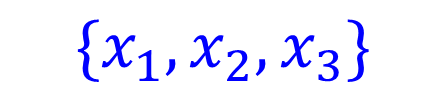 {x₁, x₂, x₃}